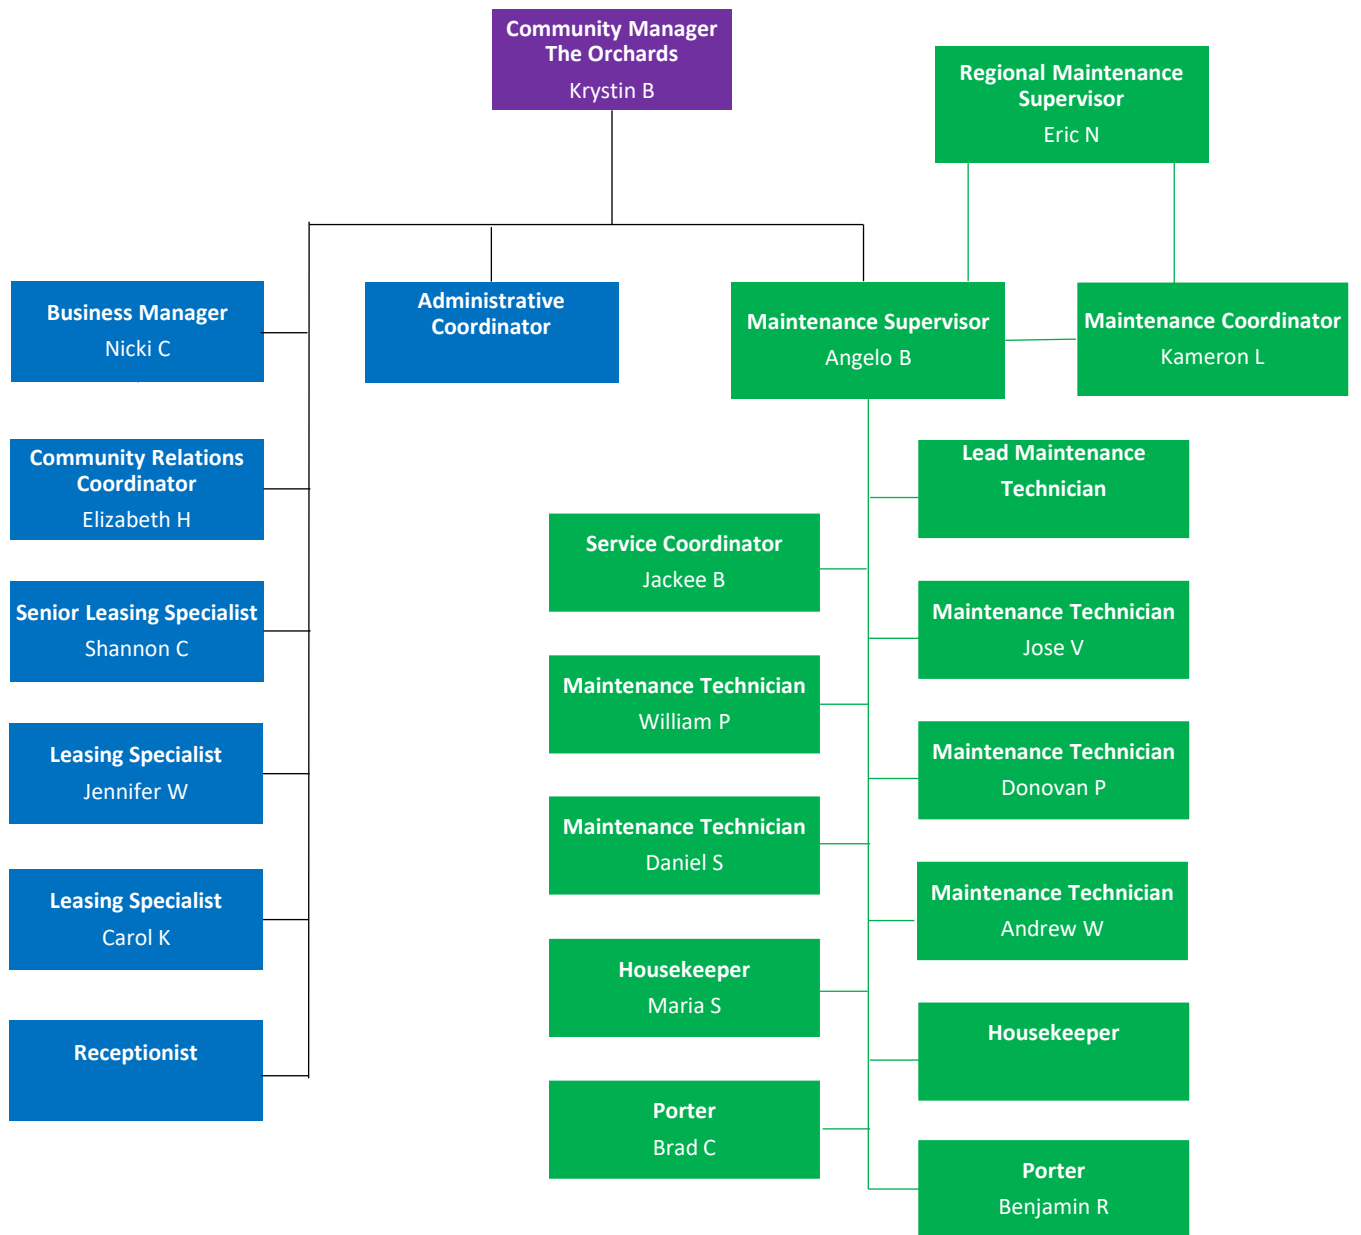 Community Manager
The Orchards
Krystin B
Regional Maintenance
Supervisor
Eric N
Business Manager
Nicki C
Administrative
Coordinator
Maintenance Supervisor
Angelo B
Maintenance Coordinator
Kameron L
Community Relations
Coordinator
Elizabeth H
Lead Maintenance
Technician
Service Coordinator
Jackee B
Senior Leasing Specialist
Shannon C
Maintenance Technician
Jose V
Maintenance Technician
William P
Leasing Specialist
Jennifer W
Maintenance Technician
Donovan P
Maintenance Technician
Daniel S
Leasing Specialist
Carol K
Maintenance Technician
Andrew W
Housekeeper
Maria S
Receptionist
Housekeeper
Porter
Brad C
Porter
Benjamin R